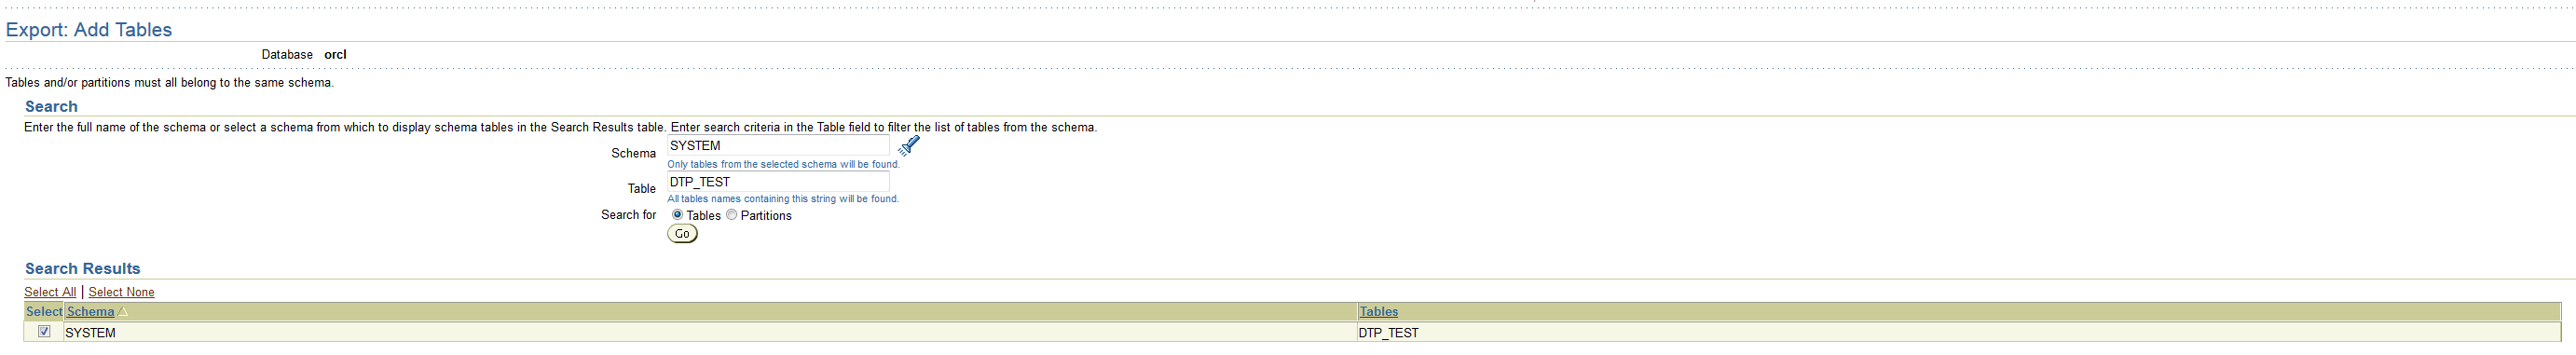 Export: Add Tables
Database orcl
Tables and/or partitions must all belong to the same schema.
Search
Enter the full name of the schema or select a schema from which to display schema tables in the Search Results table. Enter search criteria in the Table field to filter the list of tables from the schema.
Schema SYSTEM
Only tables from the selected schema will be found.
Table DTP_TEST
All tables names containing this string will be found.
Search for Tables Partitions
Go
Search Results
Select All | Select None
Select Schema Tables
SYSTEM DTP_TEST